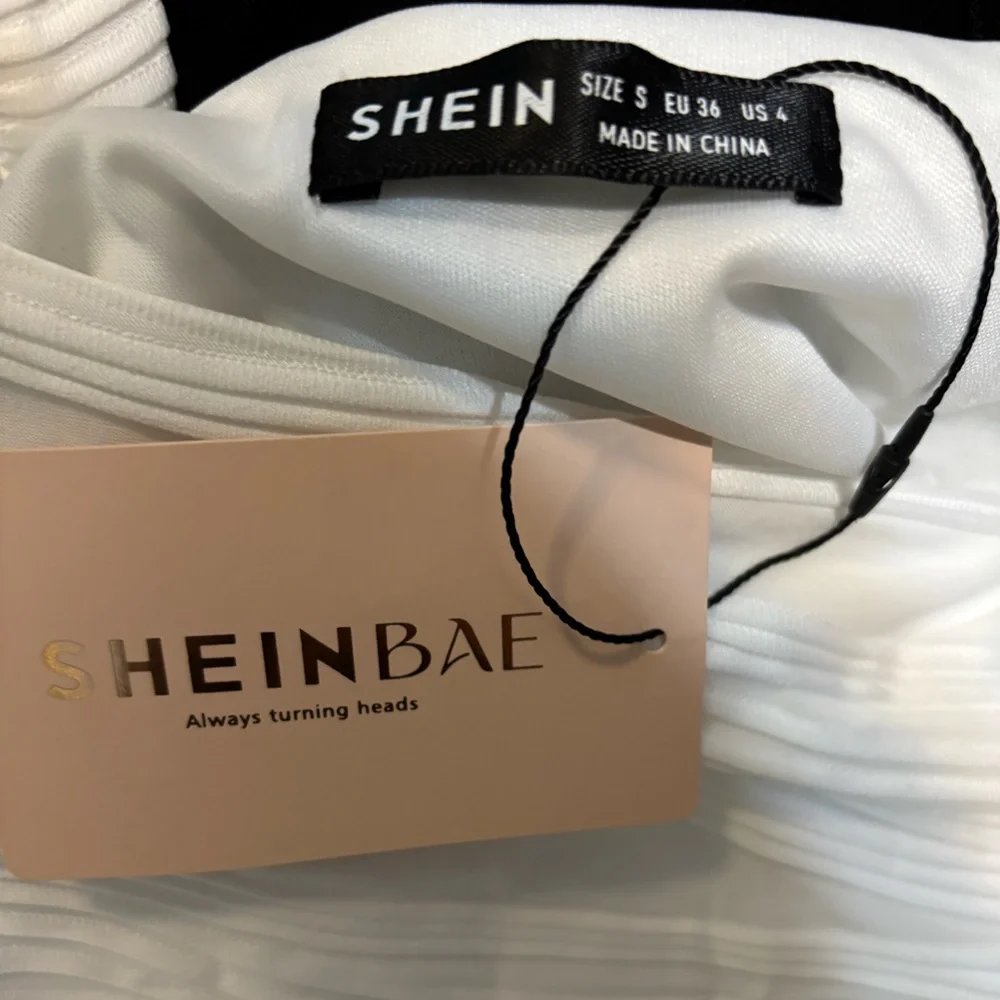 SHEIN
SIZE S EU 36 US 4
MADE IN CHINA
SHEINBAE
Always turning heads